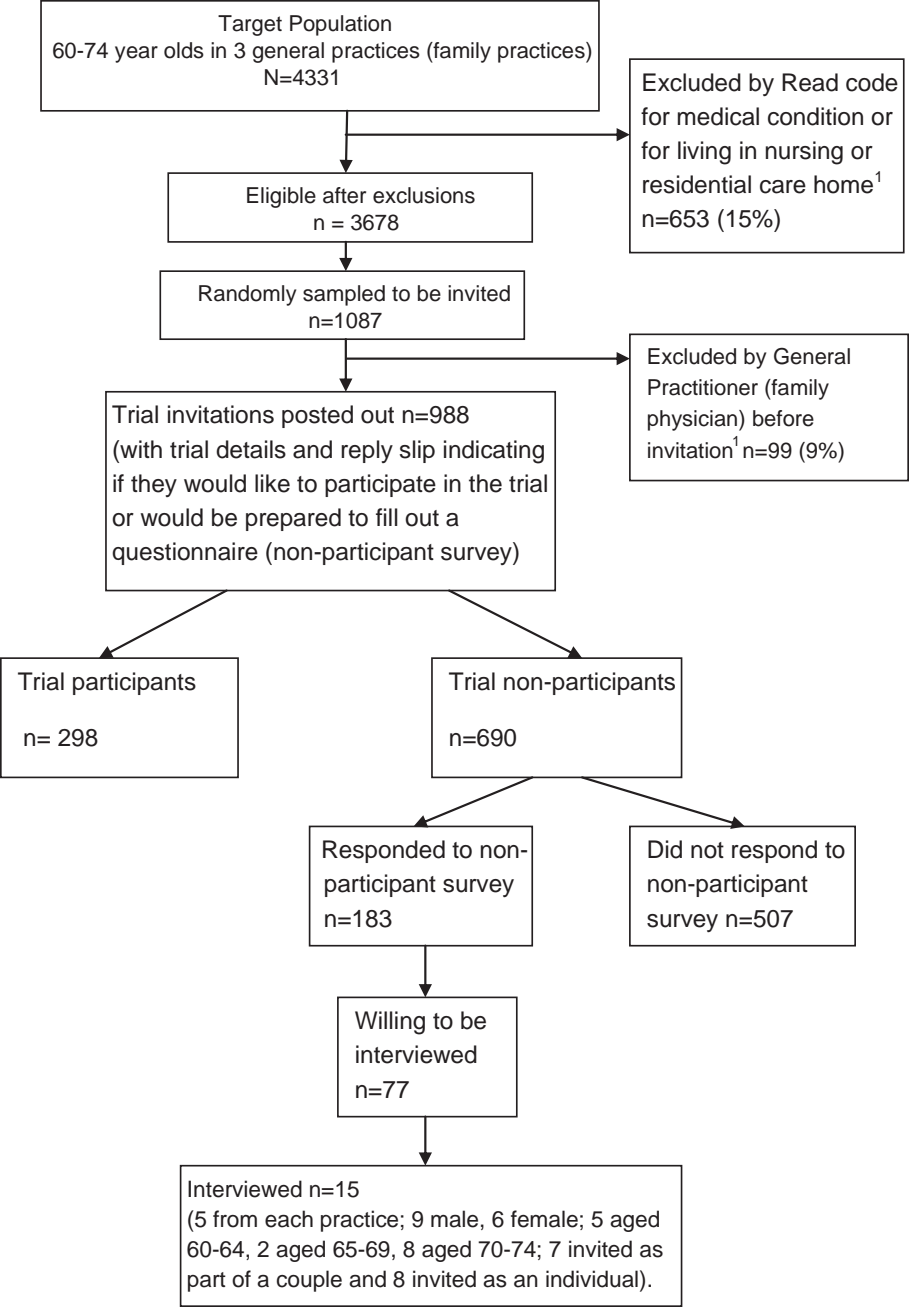 Target Population
60-74 year olds in 3 general practices (family practices)
N=4331
Excluded by Read code
for medical condition or
for living in nursing or
residential care home1
n=653 (15%)
Eligible after exclusions
n = 3678
Randomly sampled to be invited
n=1087
Excluded by General
Practitioner (family
physician) before
invitation1 n=99 (9%)
Trial invitations posted out n=988
(with trial details and reply slip indicating
if they would like to participate in the trial
or would be prepared to fill out a
questionnaire (non-participant survey)
Trial participants
n= 298
Trial non-participants
n=690
Responded to non-
participant survey
n=183
Did not respond to
non-participant
survey n=507
Willing to be
interviewed
n=77
Interviewed n=15
(5 from each practice; 9 male, 6 female; 5 aged
60-64, 2 aged 65-69, 8 aged 70-74; 7 invited as
part of a couple and 8 invited as an individual).